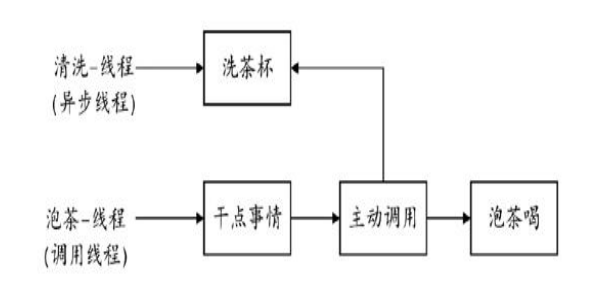 清洗-线程
(异步线程)
洗茶杯
泡茶-线程
(调用线程)
干点事情
主动调用
泡茶喝